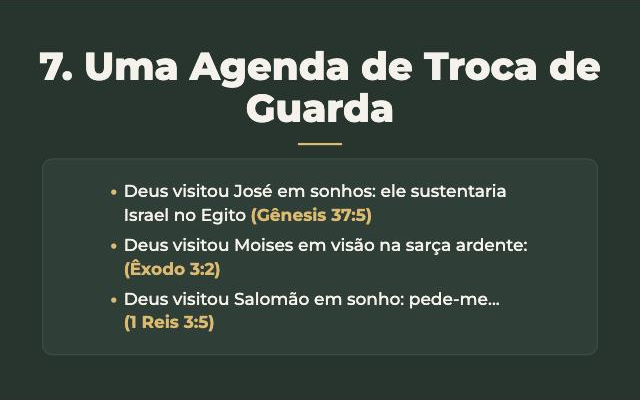 7. Uma Agenda de Troca de
Guarda
• Deus visitou José em sonhos: ele sustentaria
Israel no Egito (Gênesis 37:5)
• Deus visitou Moises em visão na sarça ardente:
(Êxodo 3:2)
• Deus visitou Salomão em sonho: pede-me...
(1 Reis 3:5)